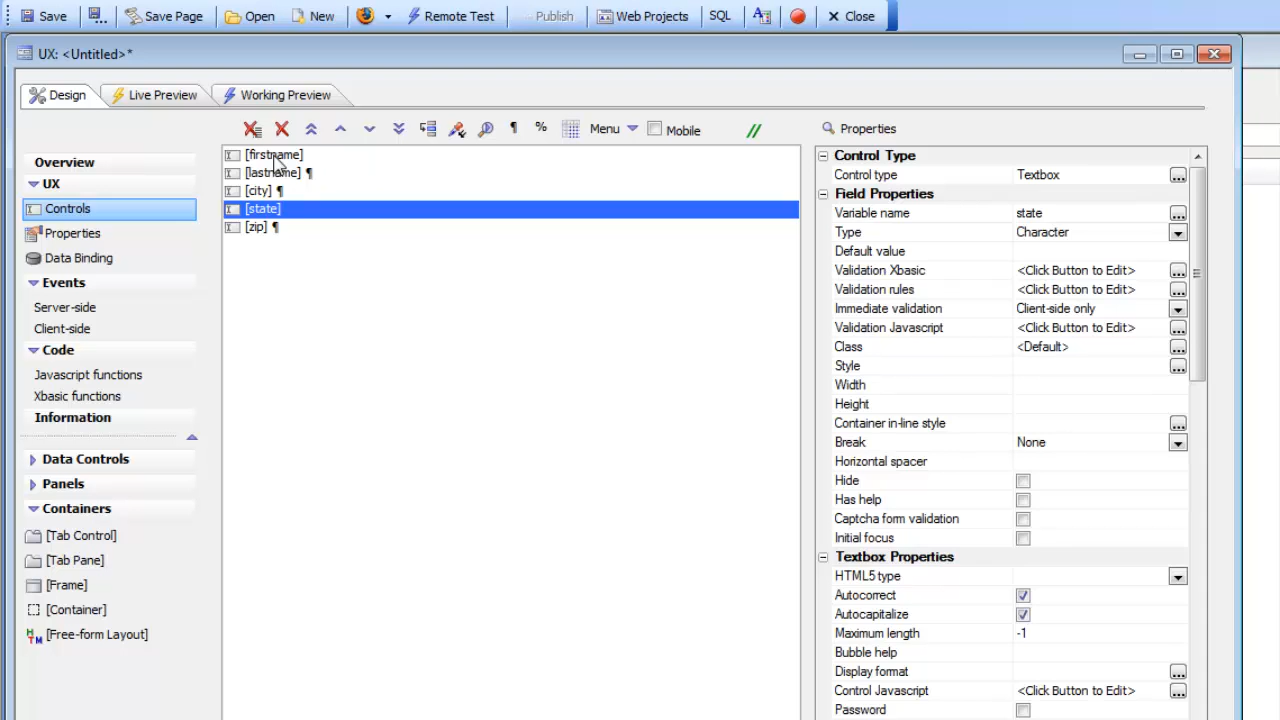 Save Save Page Open New Remote Test Publish Web Projects SQL Close
UX: <Untitled>*
Design Live Preview Working Preview
¶ % Menu Mobile //
Overview
UX
Controls
Properties
Data Binding
Events
Server-side
Client-side
Code
Javascript functions
Xbasic functions
Information
Data Controls
Panels
Containers
[Tab Control]
[Tab Pane]
[Frame]
[Container]
[Free-form Layout]
[firstname]
[lastname] ¶
[city] ¶
[state]
[zip] ¶
Properties
Control Type
Control type Textbox
Field Properties
Variable name state
Type Character
Default value
Validation Xbasic <Click Button to Edit>
Validation rules <Click Button to Edit>
Immediate validation Client-side only
Validation Javascript <Click Button to Edit>
Class <Default>
Style
Width
Height
Container in-line style
Break None
Horizontal spacer
Hide
Has help
Captcha form validation
Initial focus
Textbox Properties
HTML5 type
Autocorrect
Autocapitalize
Maximum length -1
Bubble help
Display format
Control Javascript <Click Button to Edit>
Password